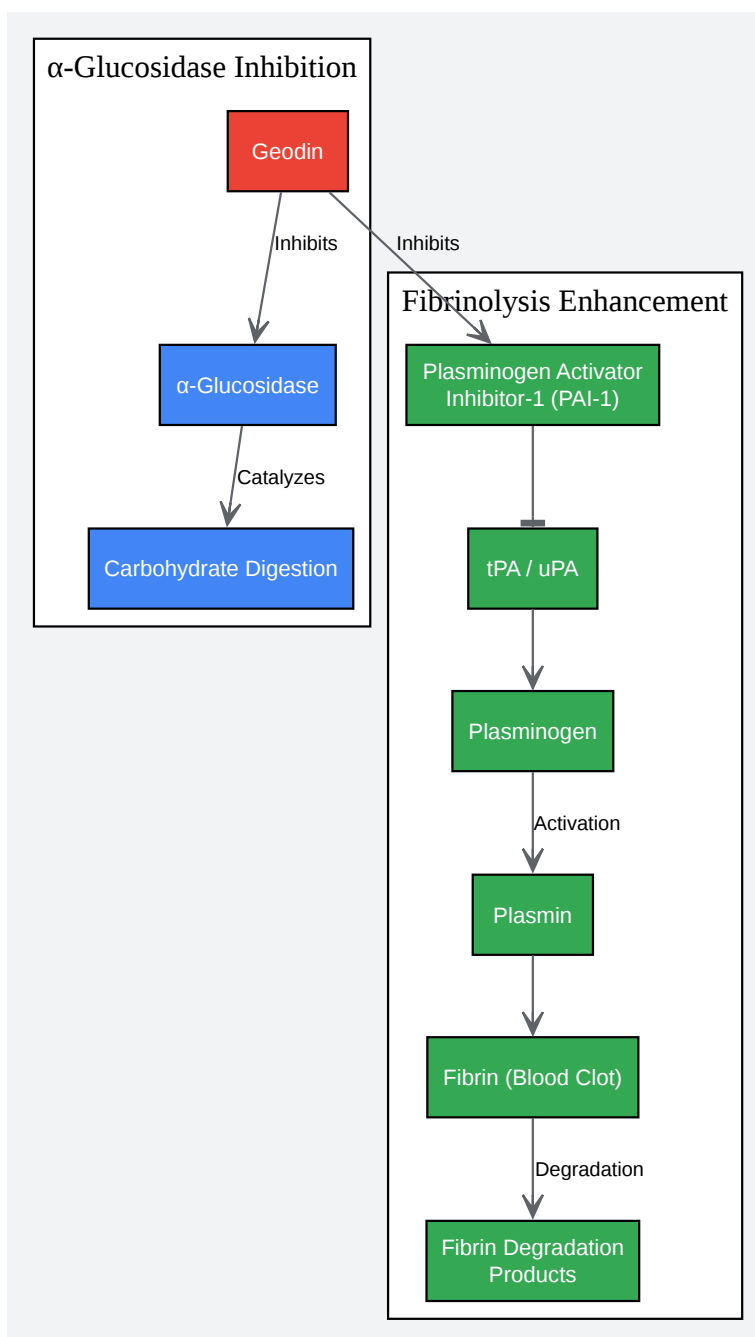 α-Glucosidase Inhibition
Geodin
Inhibits
Inhibits
Fibrinolysis Enhancement
α-Glucosidase
Plasminogen Activator
Inhibitor-1 (PAI-1)
Catalyzes
Carbohydrate Digestion
tPA / uPA
Plasminogen
Activation
Plasmin
Fibrin (Blood Clot)
Degradation
Fibrin Degradation
Products